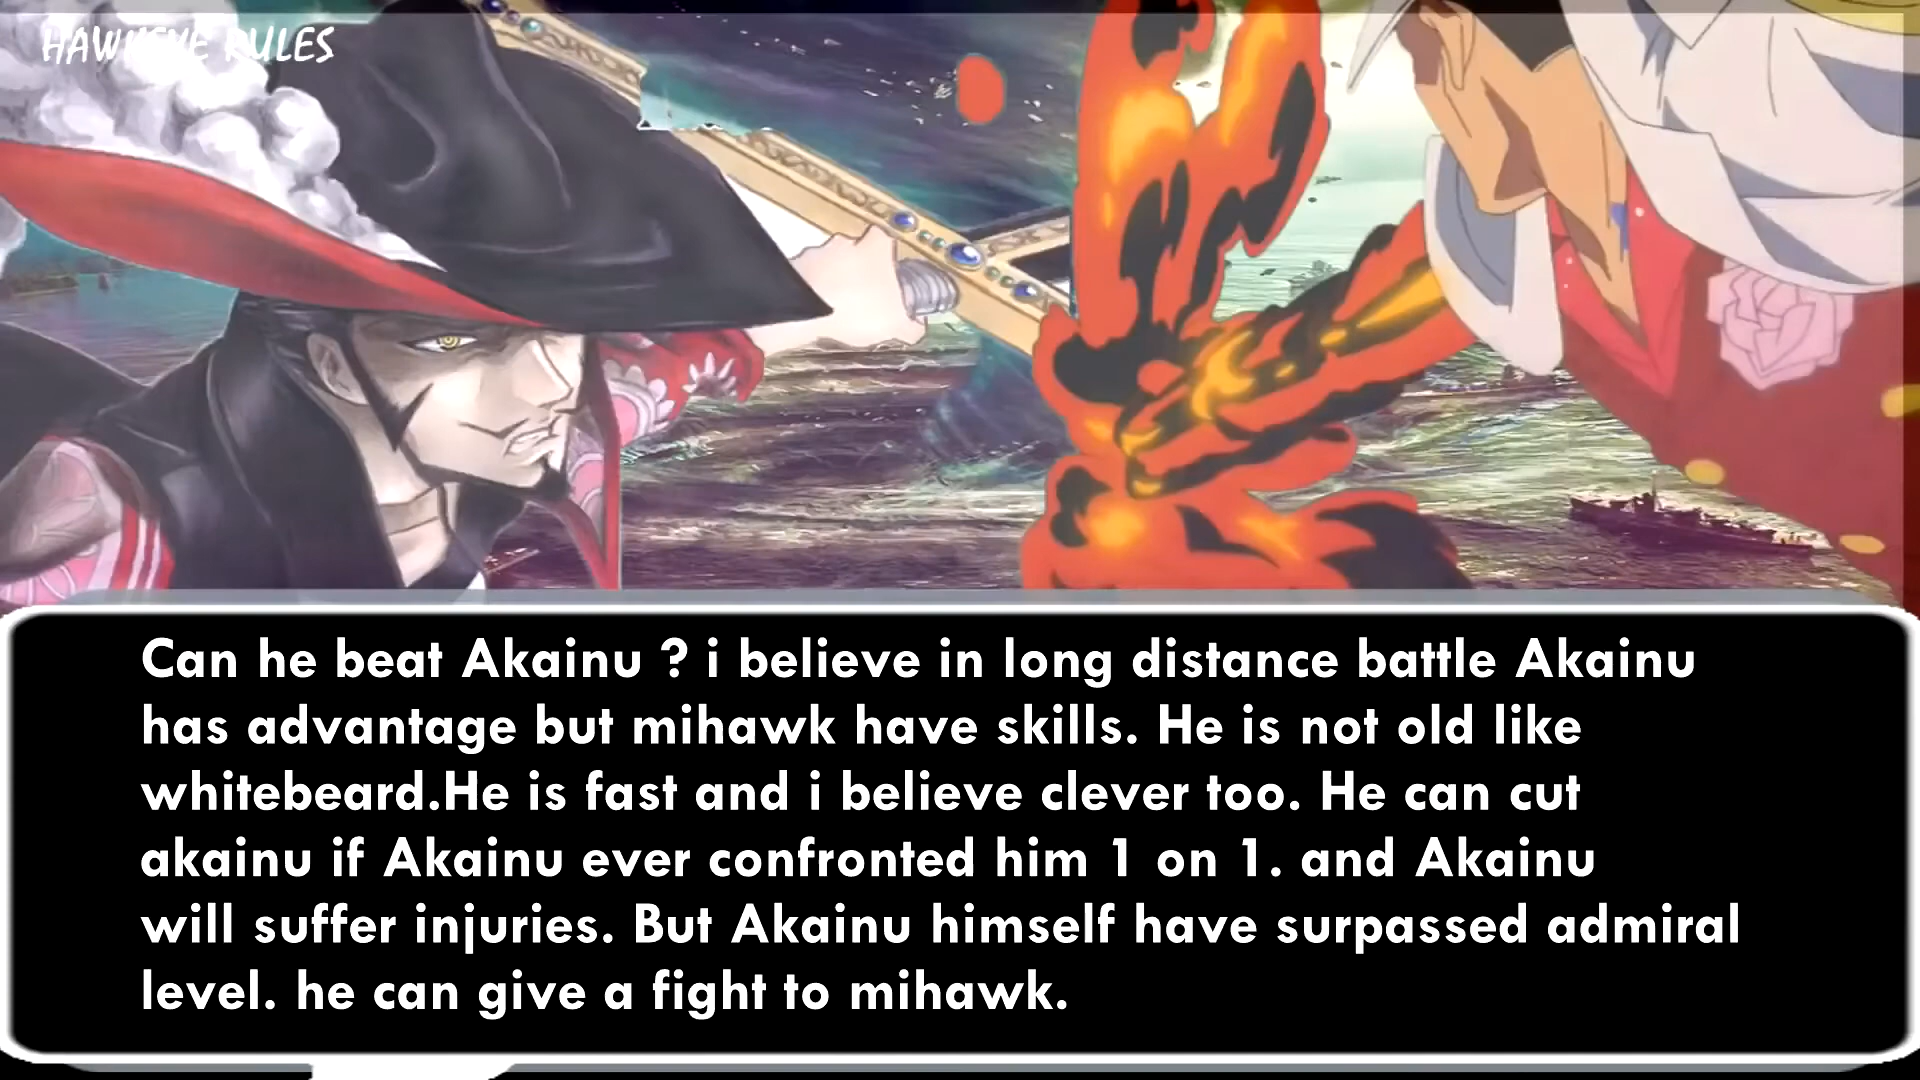 HAWKEYE RULES
Can he beat Akainu ? i believe in long distance battle Akainu
has advantage but mihawk have skills. He is not old like
whitebeard.He is fast and i believe clever too. He can cut
akainu if Akainu ever confronted him 1 on 1. and Akainu
will suffer injuries. But Akainu himself have surpassed admiral
level. he can give a fight to mihawk.